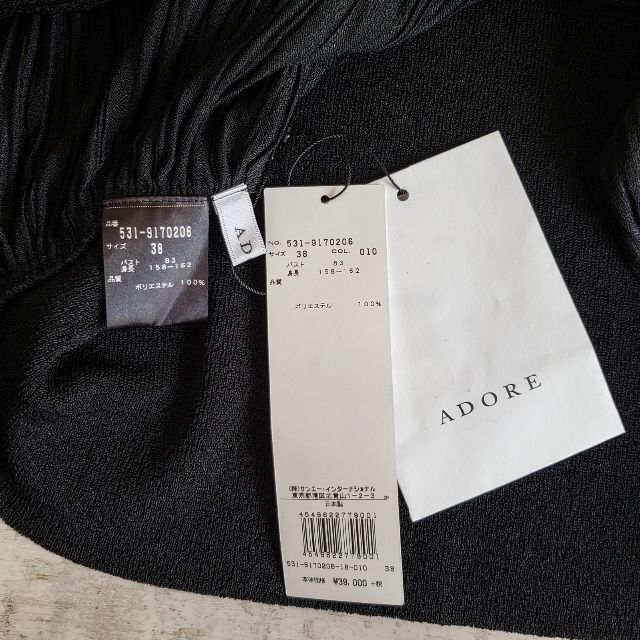 品番
531-9170206
サイズ 38
バスト 83
身長 158-162
品質
ポリエステル 100%
A D
NO. 531-9170206
サイズ 38 COL. 010
バスト 83
身長 158-162
品質
ポリエステル 100%
(株)サンエー・インターナショナル
東京都港区北青山1-2-3
日本製
4549622779001
4549622779001
531-9170206-18-010 38
本体価格 ¥39,000 +税
ADORE